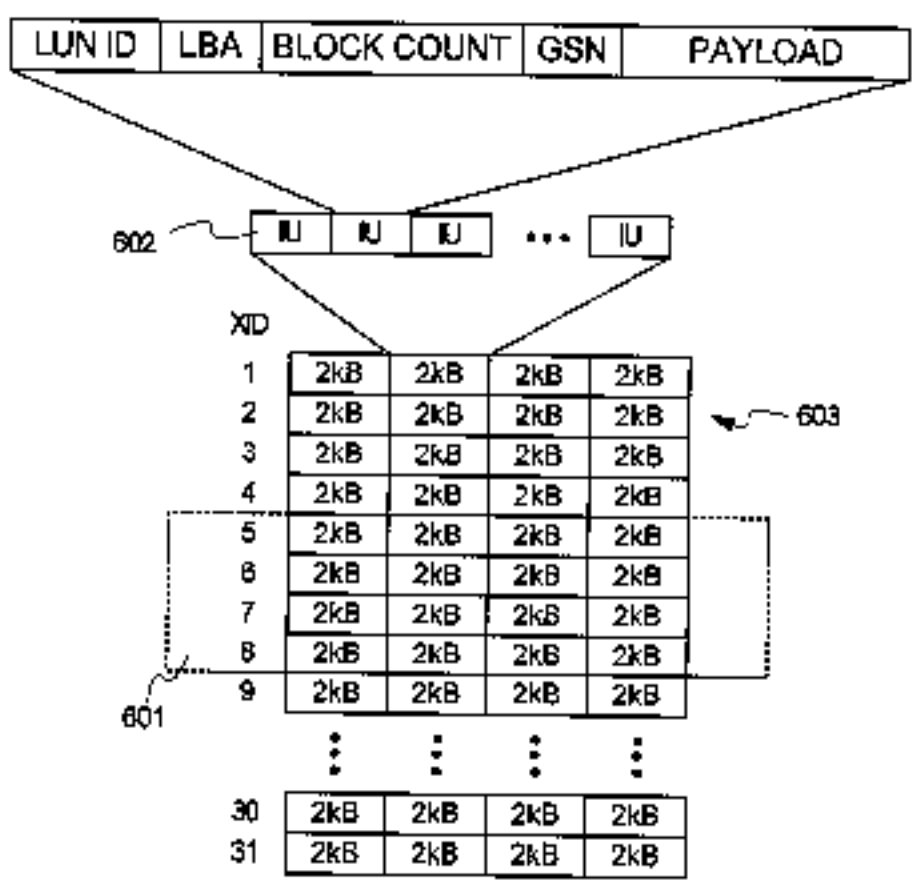 LUN ID LBA BLOCK COUNT GSN PAYLOAD
602 IU IU IU ••• IU
XID
1 2kB 2kB 2kB 2kB
2 2kB 2kB 2kB 2kB 603
3 2kB 2kB 2kB 2kB
4 2kB 2kB 2kB 2kB
5 2kB 2kB 2kB 2kB
6 2kB 2kB 2kB 2kB
7 2kB 2kB 2kB 2kB
8 2kB 2kB 2kB 2kB
9 2kB 2kB 2kB 2kB
601
30 2kB 2kB 2kB 2kB
31 2kB 2kB 2kB 2kB